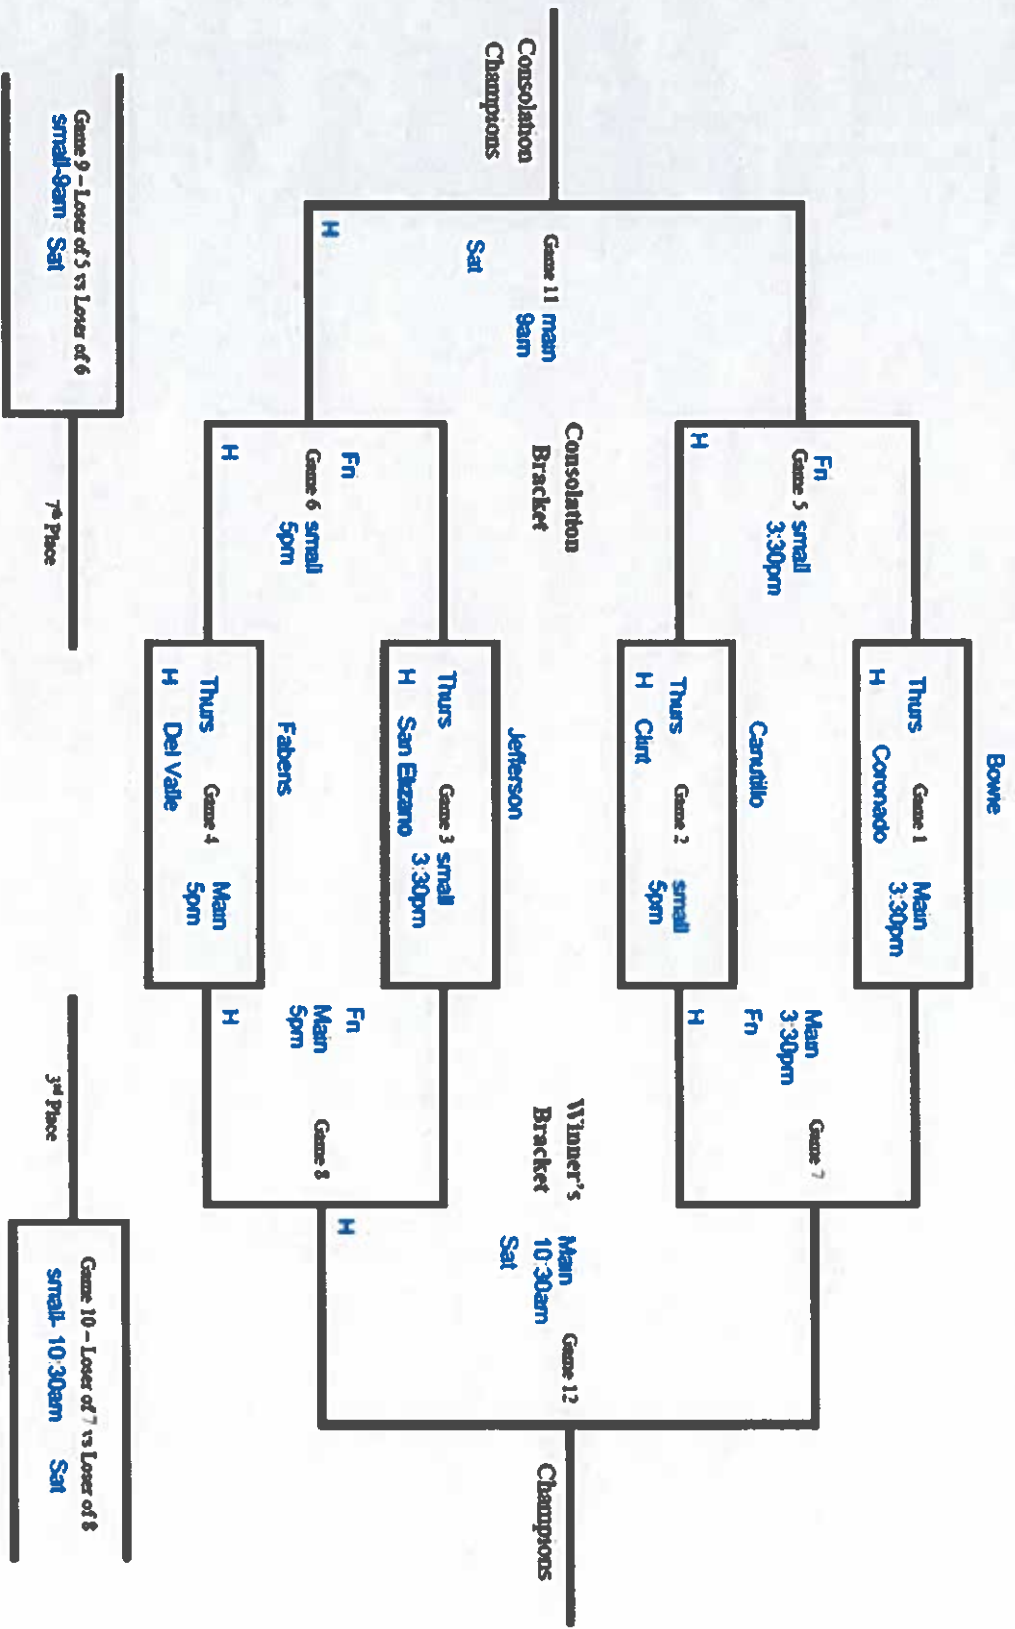 Bowie
Thurs Game 1 Main
3:30pm
H Coronado
Canutillo
Thurs Game 2 small
5pm
H Clint
Jefferson
Thurs Game 3 small
3:30pm
H San Elizario
Fabens
Thurs Game 4 Main
5pm
H Del Valle
Fri
Game 5 small
3:30pm
H
Fri
Game 6 small
5pm
H
Consolation
Bracket
Game 11 main
9am
Sat
H
Consolation
Champions
Main
3:30pm
Fri
Game 7
H
Fri
Main
5pm
Game 8
H
Winner's
Bracket
Main
10:30am
Sat
Game 12
H
Champions
Game 9 – Loser of 5 vs Loser of 6
small-9am Sat
7th Place
3rd Place
Game 10 – Loser of 7 vs Loser of 8
small- 10:30am Sat